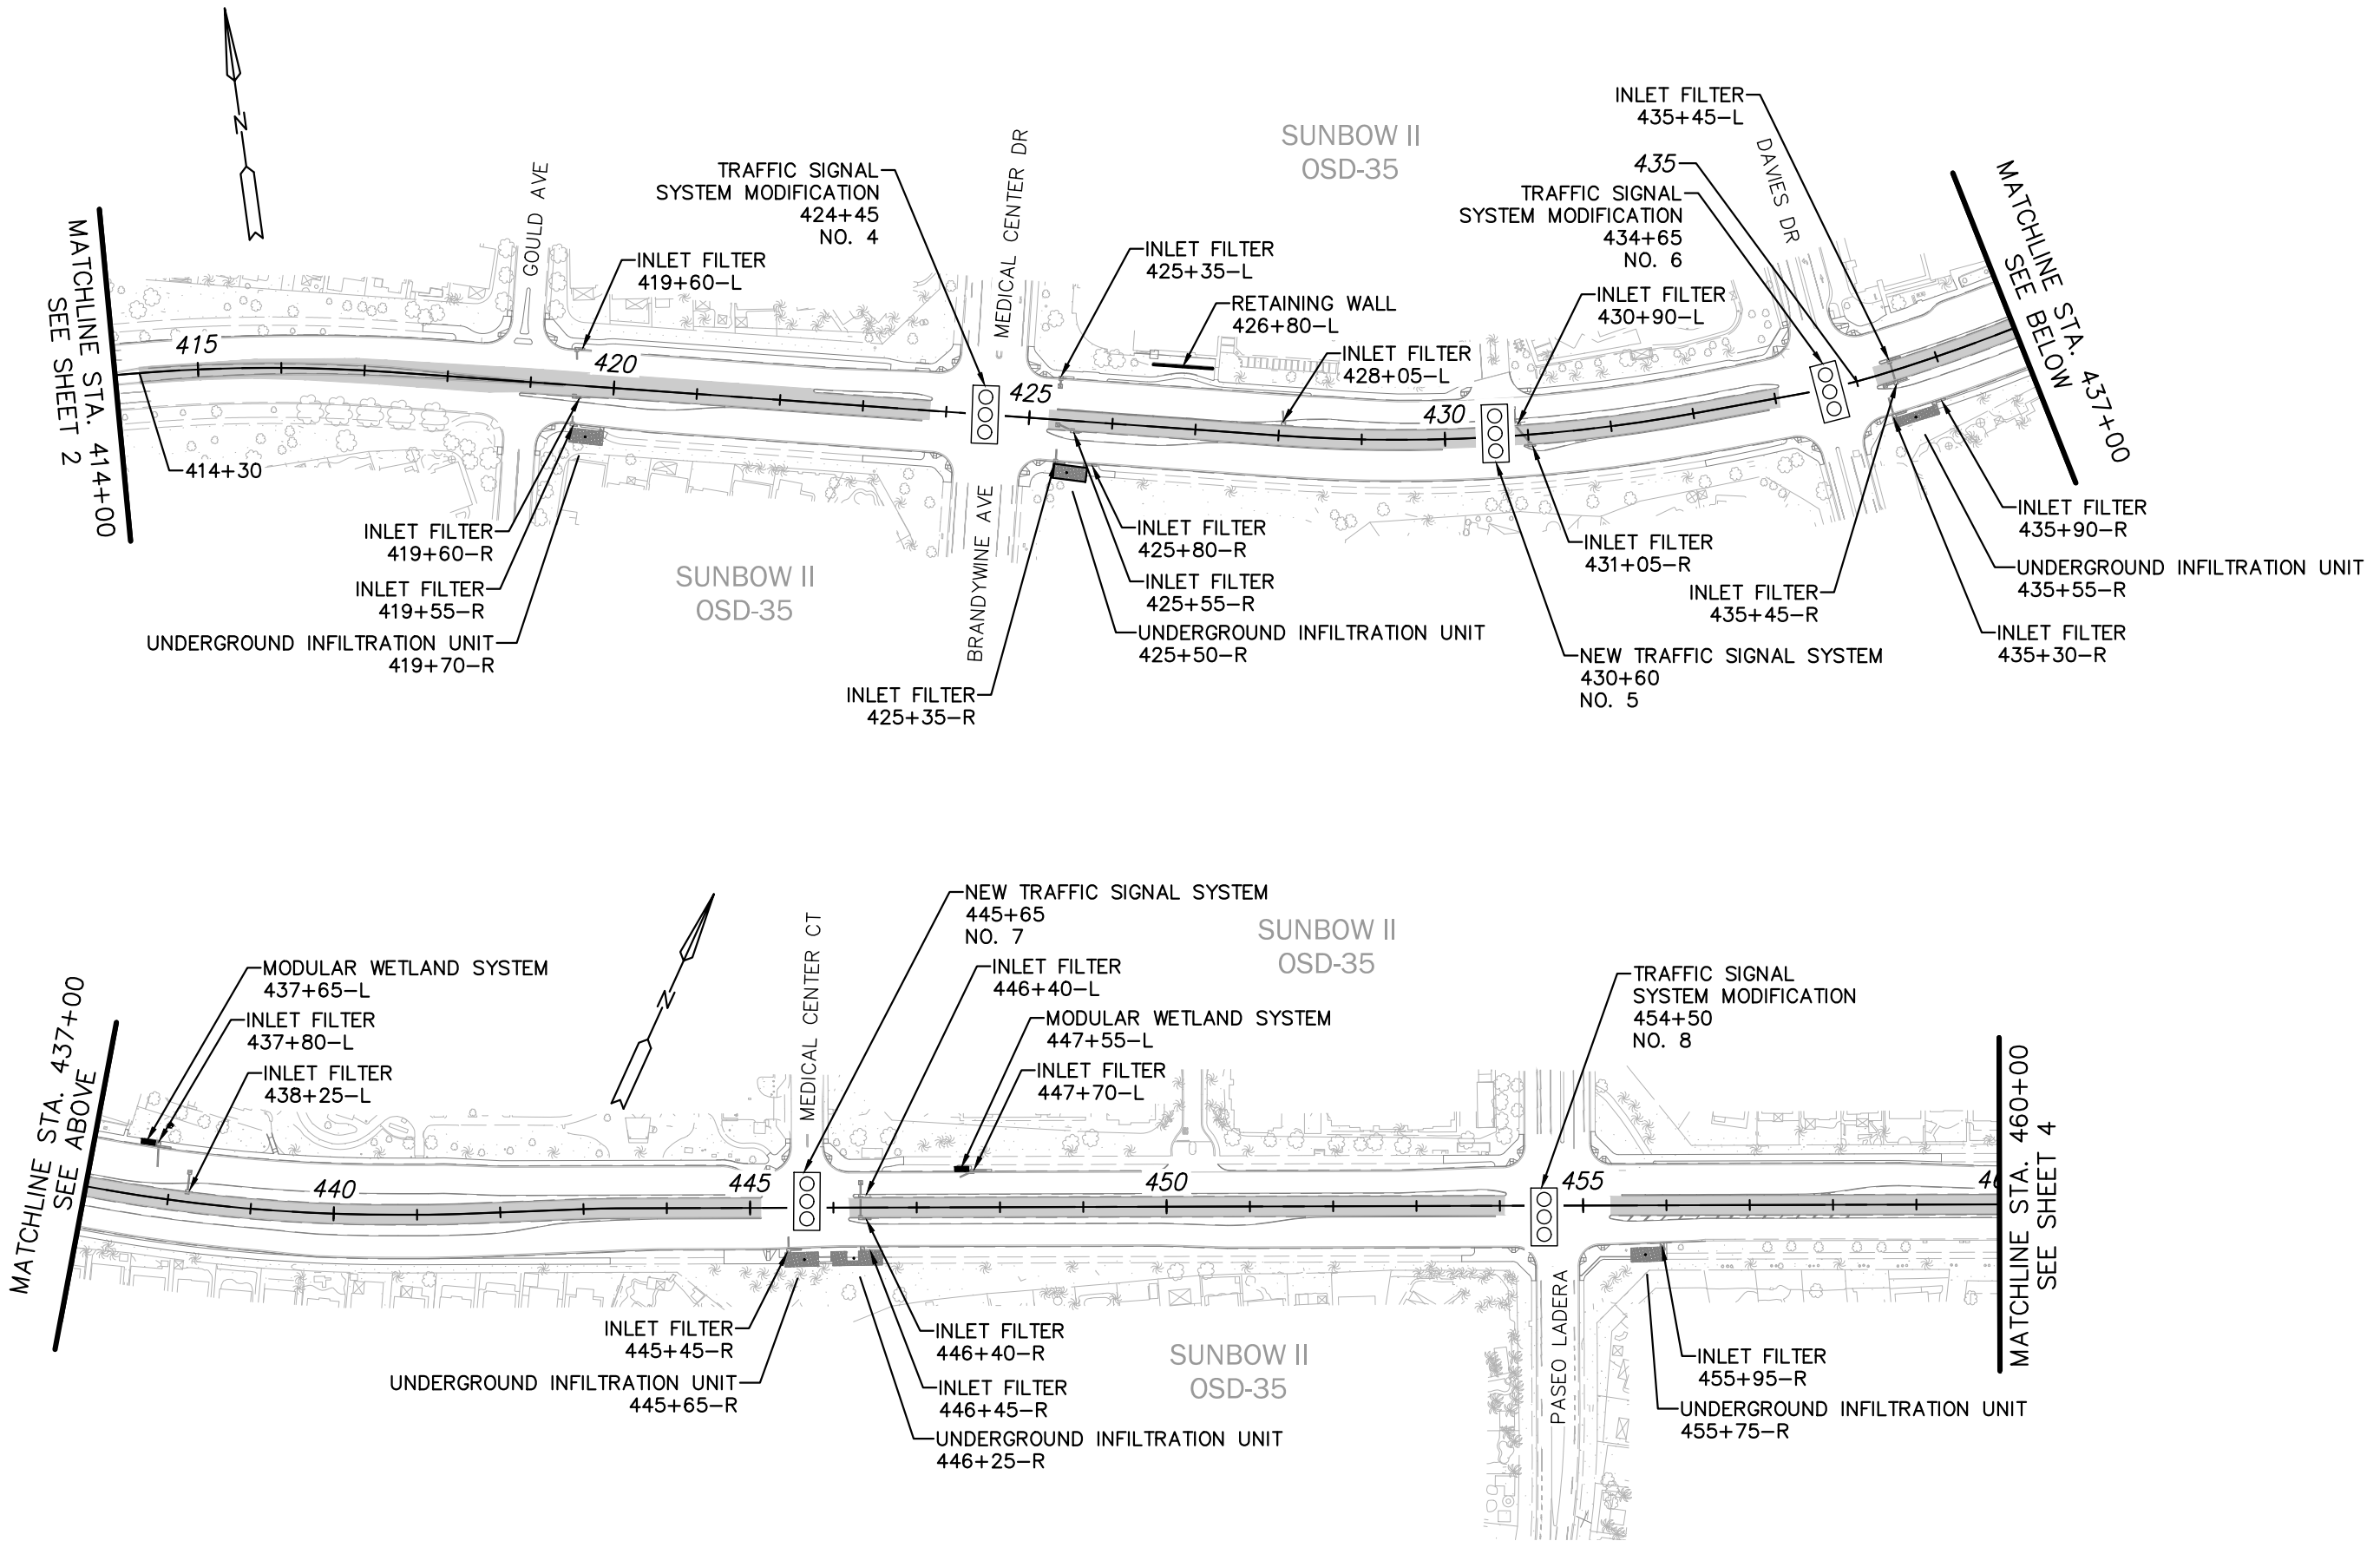 N
INLET FILTER
435+45-L
SUNBOW II
OSD-35
DAVIES DR
435
TRAFFIC SIGNAL
SYSTEM MODIFICATION
434+65
NO. 6
MATCHLINE STA. 437+00
SEE BELOW
MEDICAL CENTER DR
TRAFFIC SIGNAL
SYSTEM MODIFICATION
424+45
NO. 4
GOULD AVE
INLET FILTER
419+60-L
INLET FILTER
425+35-L
RETAINING WALL
426+80-L
INLET FILTER
428+05-L
INLET FILTER
430+90-L
MATCHLINE STA. 414+00
SEE SHEET 2
415
420
425
430
414+30
INLET FILTER
419+60-R
INLET FILTER
419+55-R
UNDERGROUND INFILTRATION UNIT
419+70-R
SUNBOW II
OSD-35
BRANDYWINE AVE
INLET FILTER
425+35-R
INLET FILTER
425+80-R
INLET FILTER
425+55-R
UNDERGROUND INFILTRATION UNIT
425+50-R
INLET FILTER
431+05-R
NEW TRAFFIC SIGNAL SYSTEM
430+60
NO. 5
INLET FILTER
435+45-R
INLET FILTER
435+90-R
UNDERGROUND INFILTRATION UNIT
435+55-R
INLET FILTER
435+30-R
MATCHLINE STA. 437+00
SEE ABOVE
MODULAR WETLAND SYSTEM
437+65-L
INLET FILTER
437+80-L
INLET FILTER
438+25-L
N
MEDICAL CENTER CT
NEW TRAFFIC SIGNAL SYSTEM
445+65
NO. 7
INLET FILTER
446+40-L
MODULAR WETLAND SYSTEM
447+55-L
INLET FILTER
447+70-L
SUNBOW II
OSD-35
TRAFFIC SIGNAL
SYSTEM MODIFICATION
454+50
NO. 8
440
445
450
455
46
MATCHLINE STA. 460+00
SEE SHEET 4
INLET FILTER
445+45-R
UNDERGROUND INFILTRATION UNIT
445+65-R
INLET FILTER
446+40-R
INLET FILTER
446+45-R
UNDERGROUND INFILTRATION UNIT
446+25-R
SUNBOW II
OSD-35
PASEO LADERA
INLET FILTER
455+95-R
UNDERGROUND INFILTRATION UNIT
455+75-R